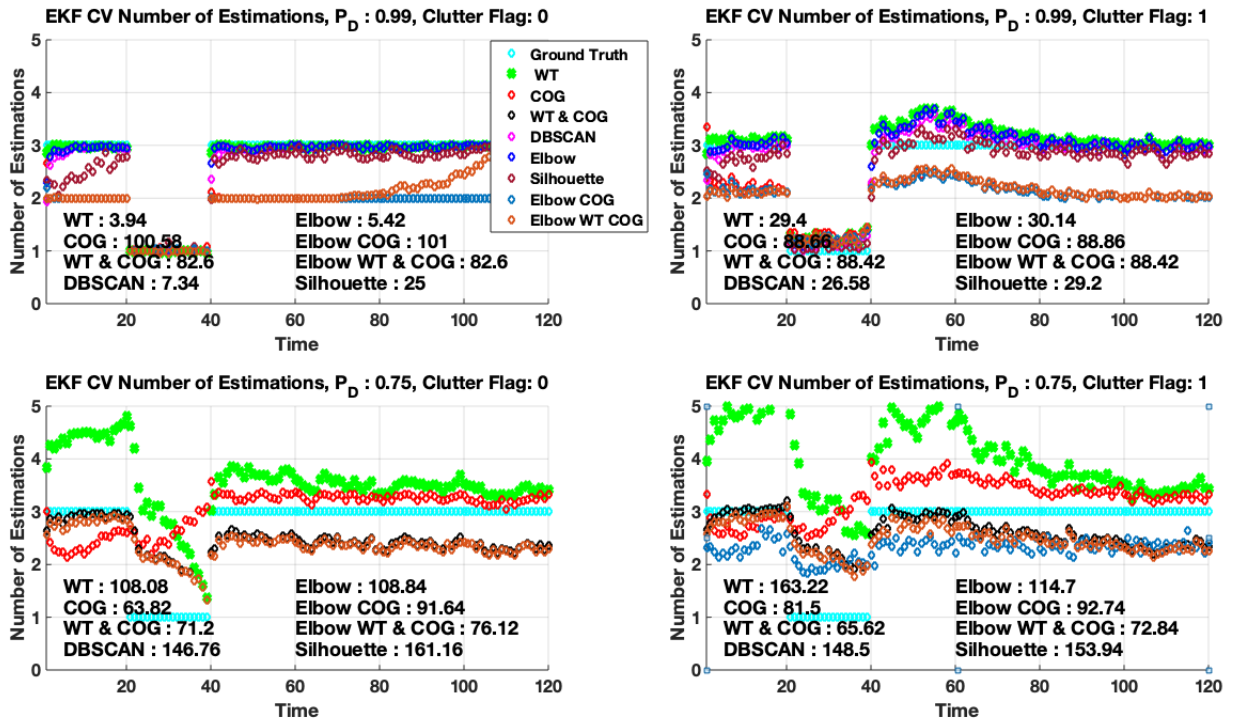 EKF CV Number of Estimations, P_D : 0.99, Clutter Flag: 0
Number of Estimations
5
4
3
2
1
0
Ground Truth
WT
COG
WT & COG
DBSCAN
Elbow
Silhouette
Elbow COG
Elbow WT COG
WT : 3.94
COG : 100.58
WT & COG : 82.6
DBSCAN : 7.34
Elbow : 5.42
Elbow COG : 101
Elbow WT & COG : 82.6
Silhouette : 25
20 40 60 80 100 120
Time
EKF CV Number of Estimations, P_D : 0.99, Clutter Flag: 1
Number of Estimations
5
4
3
2
1
0
WT : 29.4
COG : 88.66
WT & COG : 88.42
DBSCAN : 26.58
Elbow : 30.14
Elbow COG : 88.86
Elbow WT & COG : 88.42
Silhouette : 29.2
20 40 60 80 100 120
Time
EKF CV Number of Estimations, P_D : 0.75, Clutter Flag: 0
Number of Estimations
5
4
3
2
1
0
WT : 108.08
COG : 63.82
WT & COG : 71.2
DBSCAN : 146.76
Elbow : 108.84
Elbow COG : 91.64
Elbow WT & COG : 76.12
Silhouette : 161.16
20 40 60 80 100 120
Time
EKF CV Number of Estimations, P_D : 0.75, Clutter Flag: 1
Number of Estimations
5
4
3
2
1
0
WT : 163.22
COG : 81.5
WT & COG : 65.62
DBSCAN : 148.5
Elbow : 114.7
Elbow COG : 92.74
Elbow WT & COG : 72.84
Silhouette : 153.94
20 40 60 80 100 120
Time